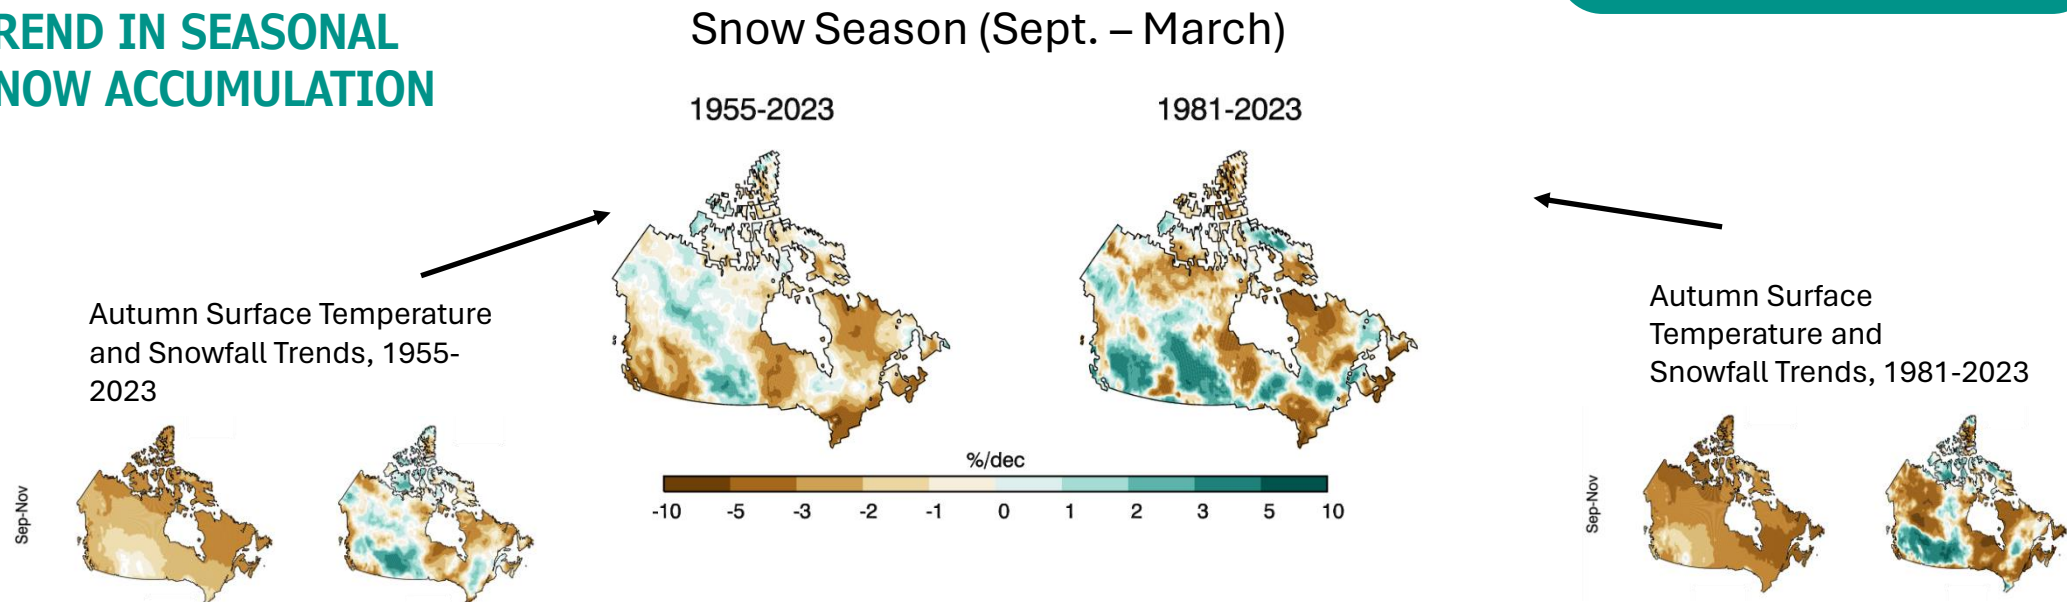 REND IN SEASONAL
NOW ACCUMULATION
Snow Season (Sept. – March)
1955-2023
1981-2023
Autumn Surface Temperature
and Snowfall Trends, 1955-
2023
Autumn Surface
Temperature and
Snowfall Trends, 1981-2023
%/dec
-10 -5 -3 -2 -1 0 1 2 3 5 10
Sep-Nov
Sep-Nov